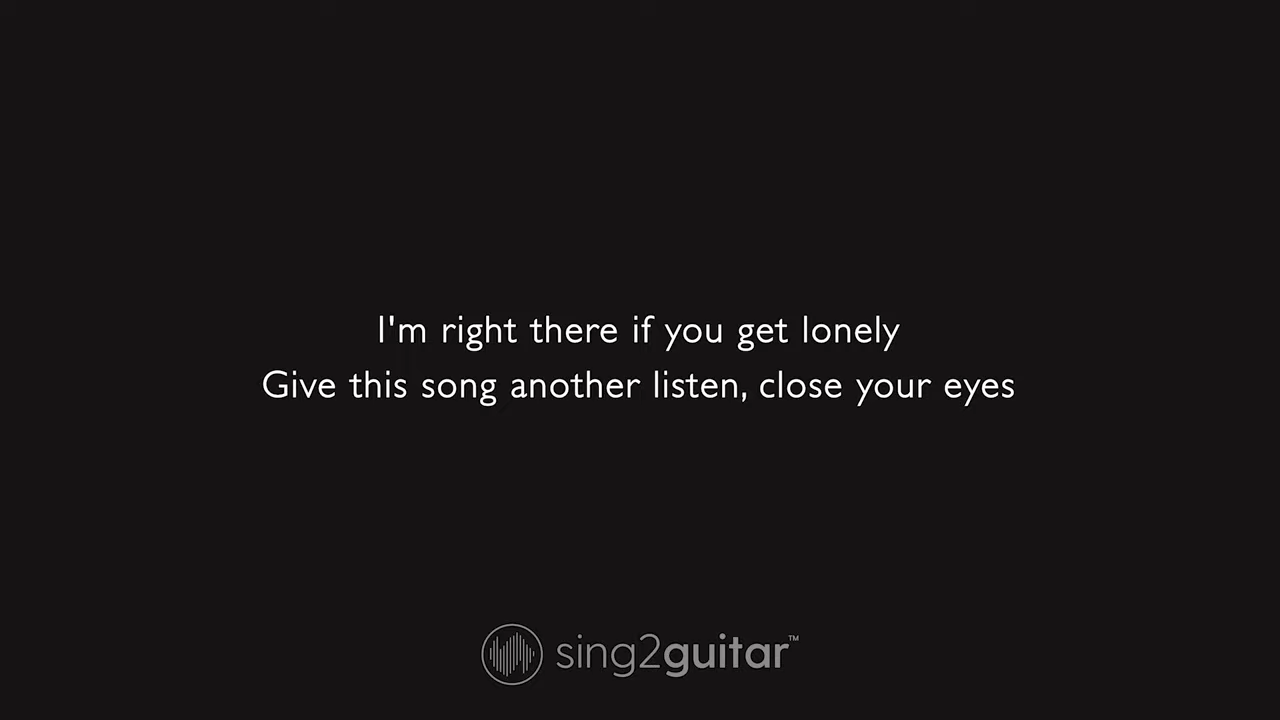 I'm right there if you get lonely
Give this song another listen, close your eyes
sing2guitar™